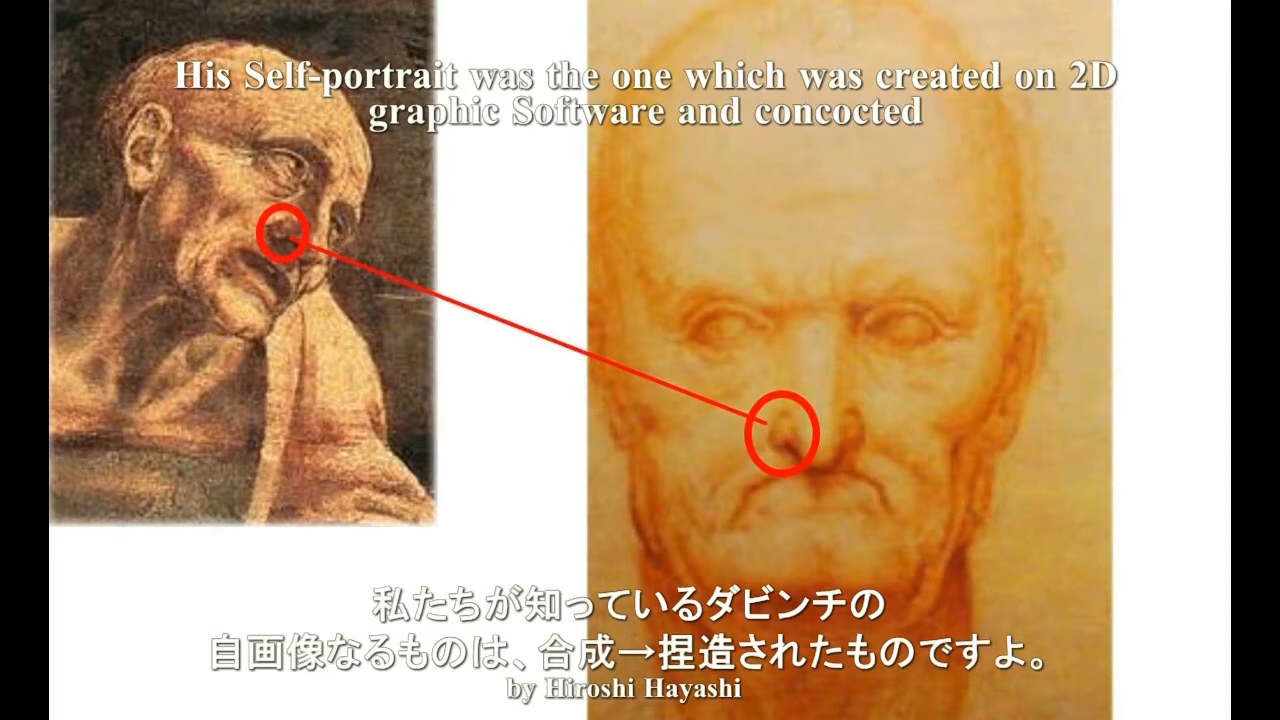 His Self-portrait was the one which was created on 2D
graphic Software and concocted
私たちが知っているダビンチの
自画像なるものは、合成→捏造されたものですよ。
by Hiroshi Hayashi